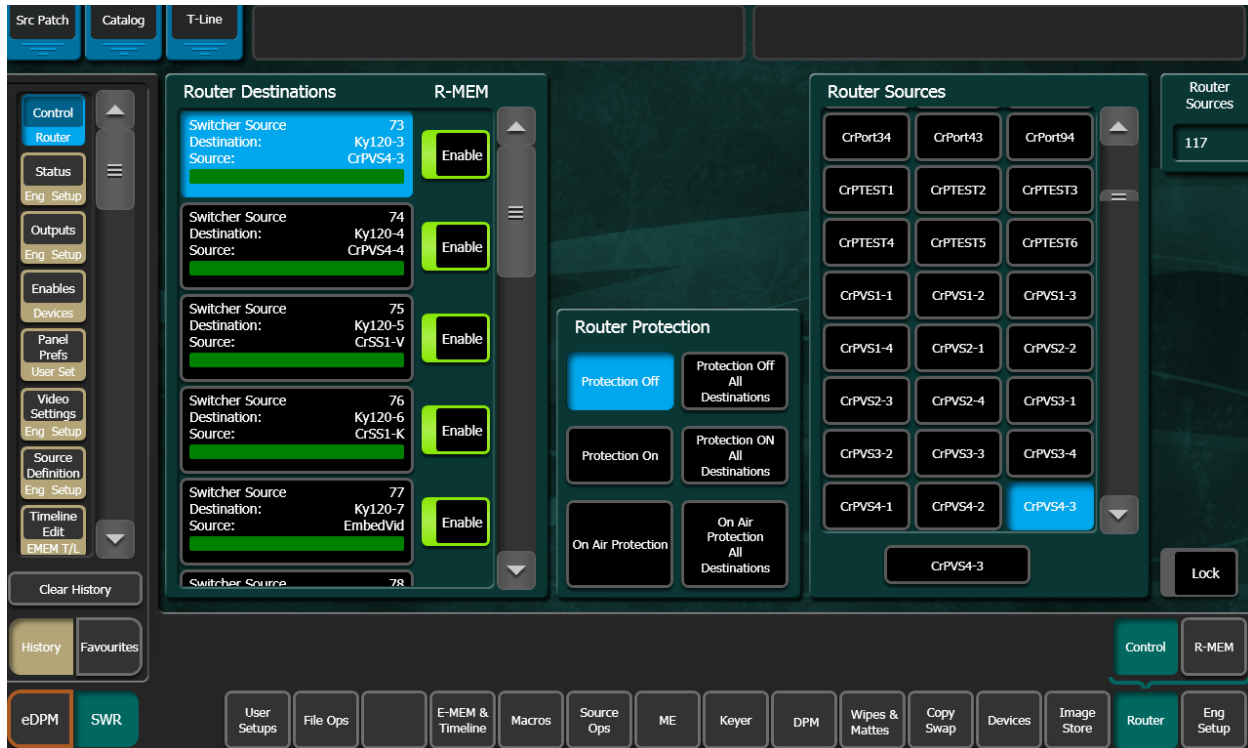 Src Patch
Catalog
T-Line
Control
Router
Status
Eng Setup
Outputs
Eng Setup
Enables
Devices
Panel
Prefs
User Set
Video
Settings
Eng Setup
Source
Definition
Eng Setup
Timeline
Edit
EMEM T/L
Clear History
History Favourites
Router Destinations R-MEM
Switcher Source 73
Destination: Ky120-3
Source: CrPVS4-3
Enable
Switcher Source 74
Destination: Ky120-4
Source: CrPVS4-4
Enable
Switcher Source 75
Destination: Ky120-5
Source: CrSS1-V
Enable
Switcher Source 76
Destination: Ky120-6
Source: CrSS1-K
Enable
Switcher Source 77
Destination: Ky120-7
Source: EmbedVid
Enable
Switcher Source 78
Router Protection
Protection Off
Protection Off
All
Destinations
Protection On
Protection ON
All
Destinations
On Air Protection
On Air
Protection
All
Destinations
Router Sources
CrPort34 CrPort43 CrPort94
CrPTEST1 CrPTEST2 CrPTEST3
CrPTEST4 CrPTEST5 CrPTEST6
CrPVS1-1 CrPVS1-2 CrPVS1-3
CrPVS1-4 CrPVS2-1 CrPVS2-2
CrPVS2-3 CrPVS2-4 CrPVS3-1
CrPVS3-2 CrPVS3-3 CrPVS3-4
CrPVS4-1 CrPVS4-2 CrPVS4-3
CrPVS4-3
Router
Sources
117
Lock
Control R-MEM
eDPM SWR
User
Setups
File Ops
E-MEM &
Timeline
Macros
Source
Ops
ME
Keyer
DPM
Wipes &
Mattes
Copy
Swap
Devices
Image
Store
Router
Eng
Setup